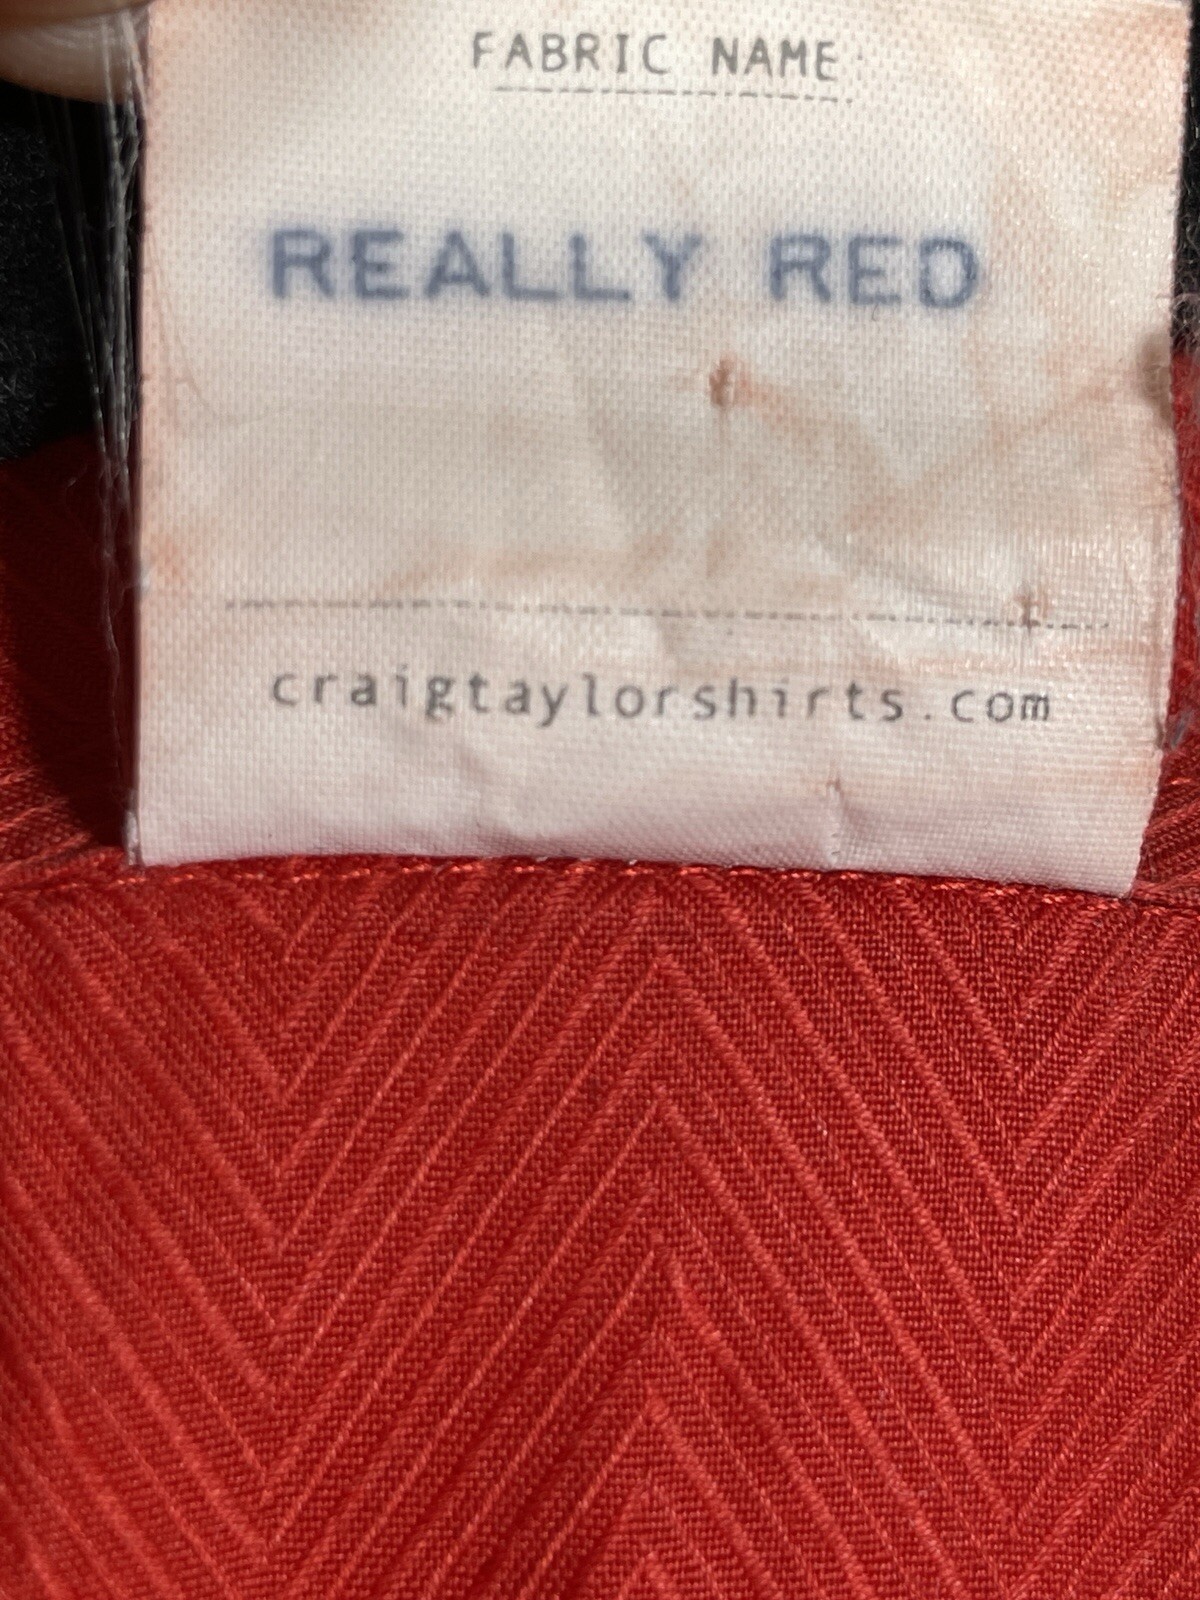 FABRIC NAME:
REALLY RED
craigtaylorshirts.com